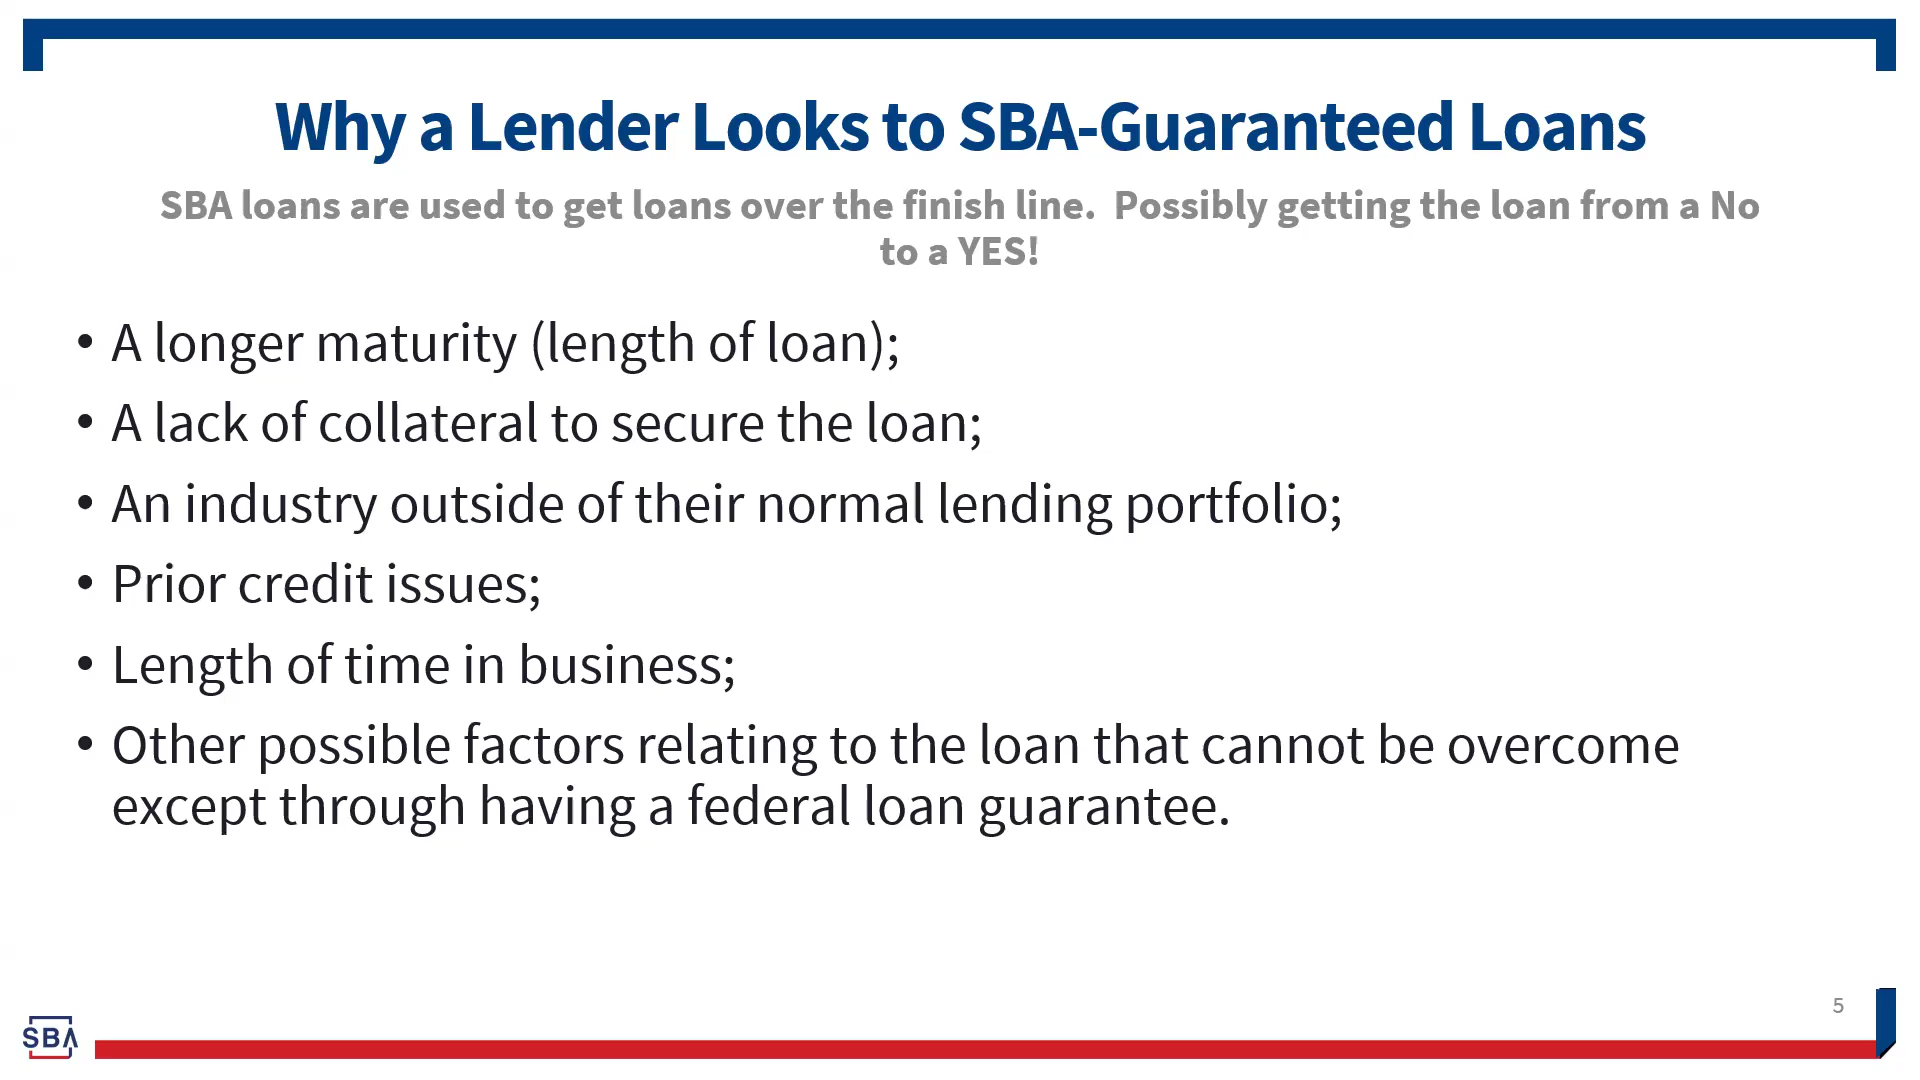 Why a Lender Looks to SBA-Guaranteed Loans
SBA loans are used to get loans over the finish line.  Possibly getting the loan from a No
to a YES!
• A longer maturity (length of loan);
• A lack of collateral to secure the loan;
• An industry outside of their normal lending portfolio;
• Prior credit issues;
• Length of time in business;
• Other possible factors relating to the loan that cannot be overcome
except through having a federal loan guarantee.
5
SBA